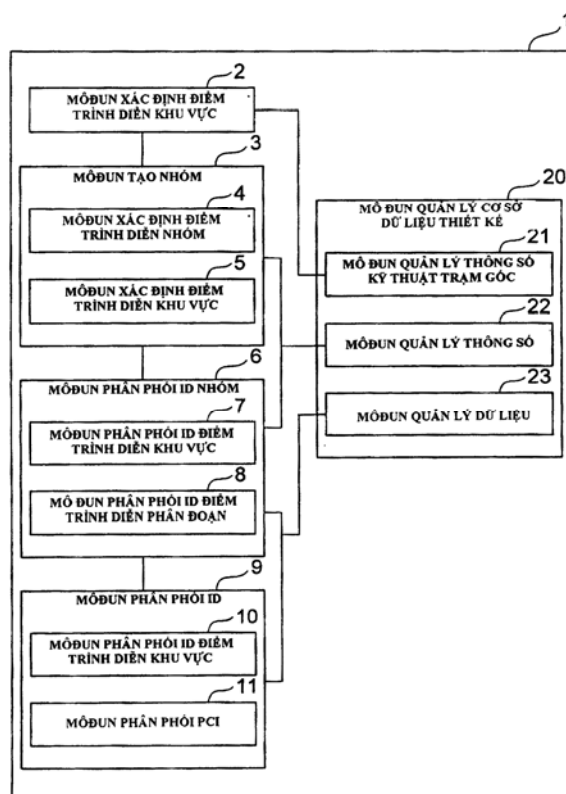 1
2
MÔĐUN XÁC ĐỊNH ĐIỂM
TRÌNH DIỄN KHU VỰC
3
MÔĐUN TẠO NHÓM
4
MÔĐUN XÁC ĐỊNH ĐIỂM
TRÌNH DIỄN NHÓM
5
MÔĐUN XÁC ĐỊNH ĐIỂM
TRÌNH DIỄN KHU VỰC
6
MÔĐUN PHÂN PHỐI ID NHÓM
7
MÔĐUN PHÂN PHỐI ID ĐIỂM
TRÌNH DIỄN KHU VỰC
8
MÔ ĐUN PHÂN PHỐI ID ĐIỂM
TRÌNH DIỄN PHÂN ĐOẠN
9
MÔĐUN PHÂN PHỐI ID
10
MÔĐUN PHÂN PHỐI ID ĐIỂM
TRÌNH DIỄN KHU VỰC
11
MÔĐUN PHÂN PHỐI PCI
20
MÔ ĐUN QUẢN LÝ CƠ SỞ
DỮ LIỆU THIẾT KẾ
21
MÔ ĐUN QUẢN LÝ THÔNG SỐ
KỸ THUẬT TRẠM GỐC
22
MÔĐUN QUẢN LÝ THÔNG SỐ
23
MÔĐUN QUẢN LÝ DỮ LIỆU